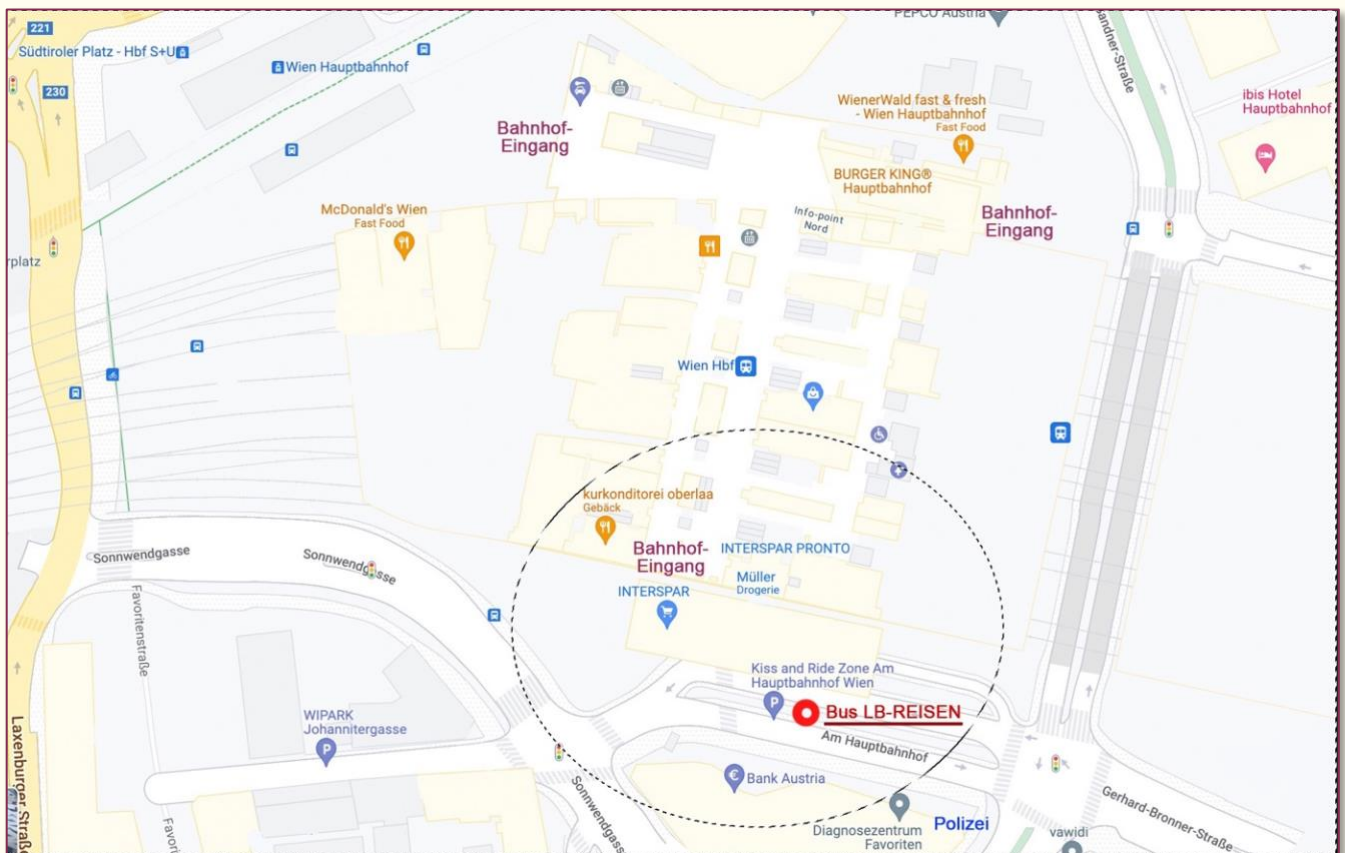 221
Südtiroler Platz - Hbf S+U
230
Wien Hauptbahnhof
PEPCO Austria
Sandner-Straße
ibis Hotel
Hauptbahnhof
Bahnhof-
Eingang
WienerWald fast & fresh
- Wien Hauptbahnhof
Fast Food
BURGER KING®
Hauptbahnhof
McDonald's Wien
Fast Food
Info-point
Nord
Bahnhof-
Eingang
rplatz
Wien Hbf
kurkonditorei oberlaa
Gebäck
Bahnhof-
Eingang
INTERSPAR PRONTO
Müller
Drogerie
INTERSPAR
Sonnwendgasse
Sonnwendgasse
Favoritenstraße
Kiss and Ride Zone Am
Hauptbahnhof Wien
P
Bus LB-REISEN
Am Hauptbahnhof
WIPARK
Johannitergasse
P
€
Bank Austria
Laxenburger Straße
Favor
Sonnwendgasse
Diagnosezentrum
Favoriten
Polizei
Gerhard-Bronner-Straße
vawidi